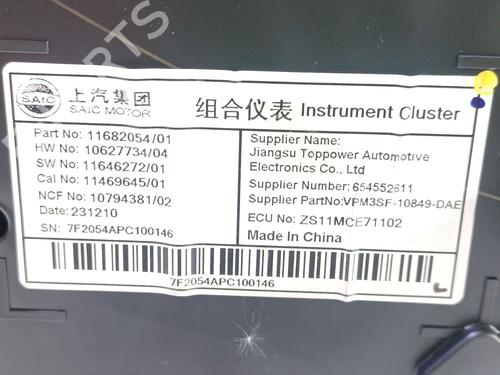 SAIC
上汽集团
SAIC MOTOR
组合仪表 Instrument Cluster
Part No: 11682054/01
HW No: 10627734/04
SW No: 11646272/01
Cal No: 11469645/01
NCF No: 10794381/02
Date: 231210
SN: 7F2054APC100146
Supplier Name:
Jiangsu Toppower Automotive
Electronics Co., Ltd
Supplier Number: 654552611
Supplier PartNo:VPM3SF-10849-DAE
ECU No: ZS11MCE71102
Made In China
7F2054APC100146